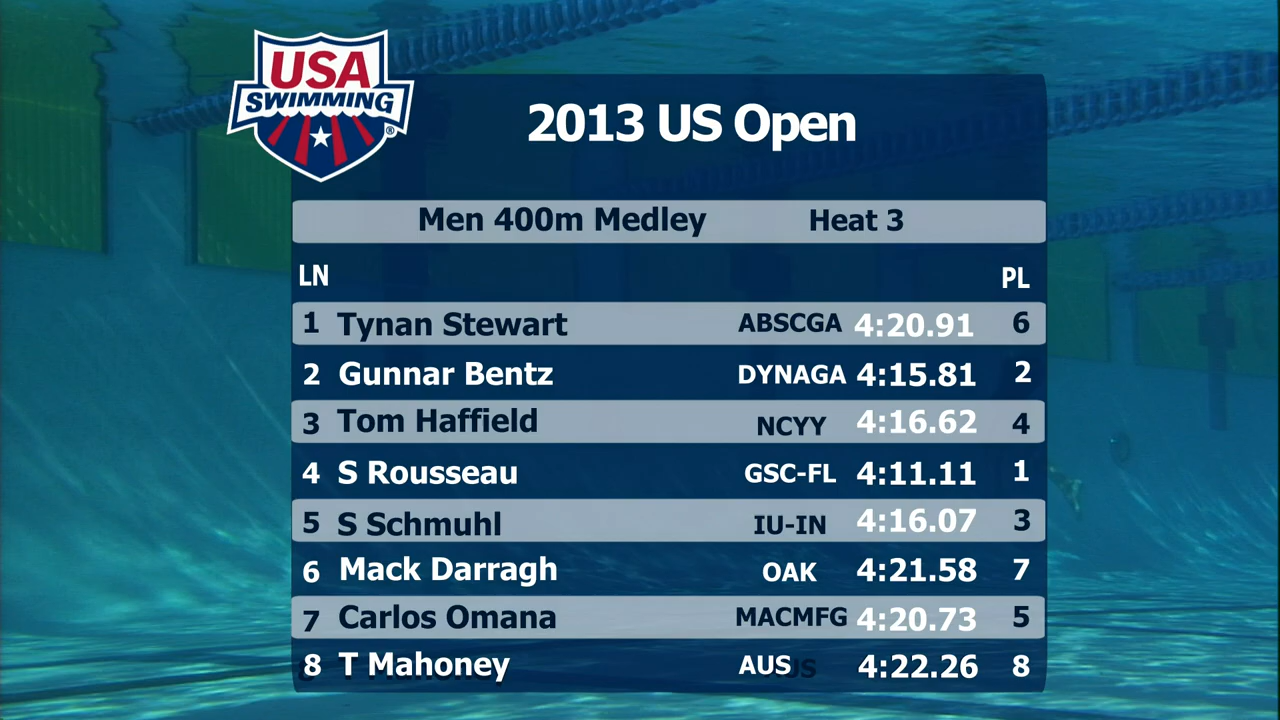 USA
SWIMMING®
2013 US Open
Men 400m Medley Heat 3
LN PL
1 Tynan Stewart ABSCGA 4:20.91 6
2 Gunnar Bentz DYNAGA 4:15.81 2
3 Tom Haffield NCYY 4:16.62 4
4 S Rousseau GSC-FL 4:11.11 1
5 S Schmuhl IU-IN 4:16.07 3
6 Mack Darragh OAK 4:21.58 7
7 Carlos Omana MACMFG 4:20.73 5
8 T Mahoney AUS 4:22.26 8